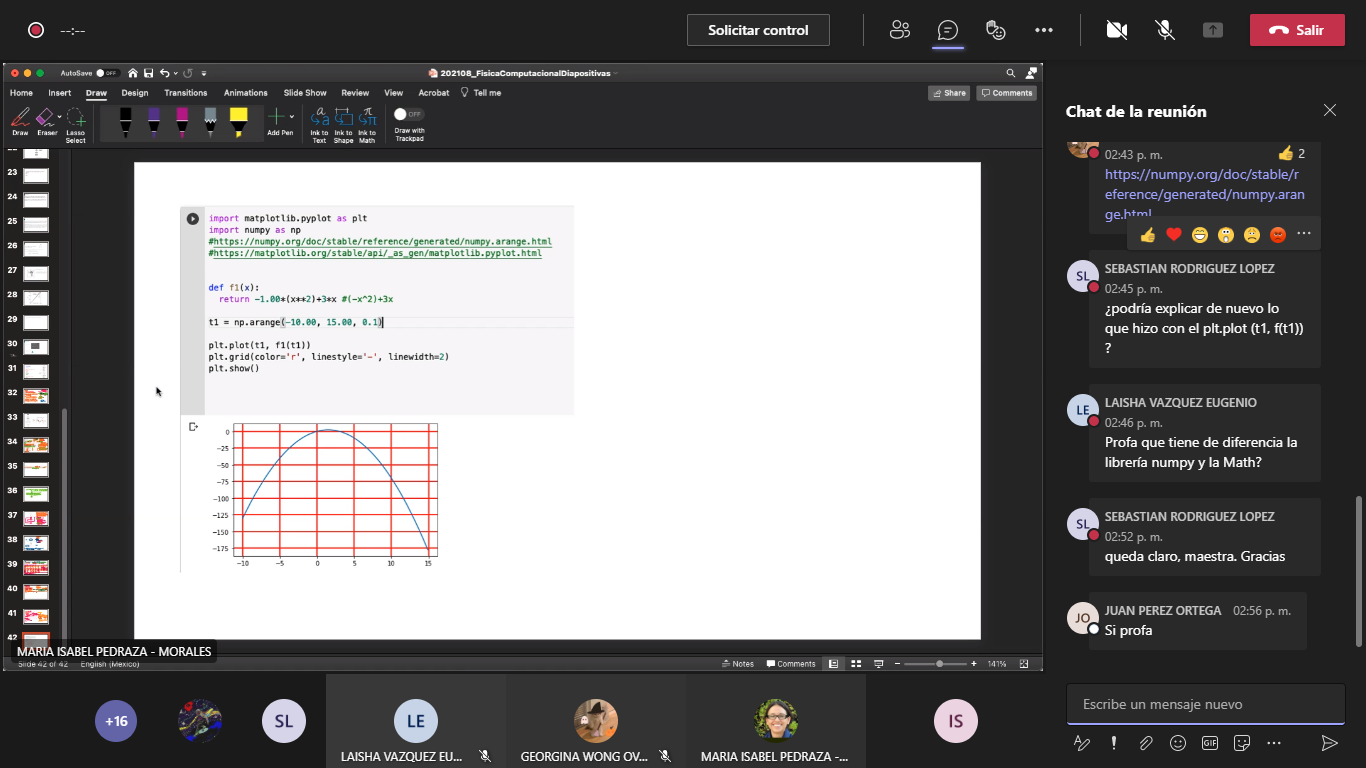 --:--
Solicitar control
Salir
AutoSave OFF
202108_FisicaComputacionalDiapositivas
Home Insert Draw Design Transitions Animations Slide Show Review View Acrobat Tell me
Share Comments
Draw Eraser Lasso Select
Add Pen
Ink to Text Ink to Shape Ink to Math
OFF
Draw with Trackpad
22
23
24
25
26
27
28
29
30
31
32
33
34
35
36
37
38
39
40
41
42
import matplotlib.pyplot as plt
import numpy as np
#https://numpy.org/doc/stable/reference/generated/numpy.arange.html
#https://matplotlib.org/stable/api/_as_gen/matplotlib.pyplot.html
def f1(x):
return -1.00*(x**2)+3*x #(-x^2)+3x
t1 = np.arange(-10.00, 15.00, 0.1)
plt.plot(t1, f1(t1))
plt.grid(color='r', linestyle='-', linewidth=2)
plt.show()
0
-25
-50
-75
-100
-125
-150
-175
-10 -5 0 5 10 15
MARIA ISABEL PEDRAZA - MORALES
Slide 42 of 42 English (Mexico)
Notes Comments 141%
+16
SL
LE
LAISHA VAZQUEZ EU...
GEORGINA WONG OV...
MARIA ISABEL PEDRAZA -...
IS
Chat de la reunión
02:43 p. m. 2
https://numpy.org/doc/stable/r
eference/generated/numpy.aran
ge.html
SL
SEBASTIAN RODRIGUEZ LOPEZ
02:45 p. m.
¿podría explicar de nuevo lo
que hizo con el plt.plot (t1, f(t1))
?
LE
LAISHA VAZQUEZ EUGENIO
02:46 p. m.
Profa que tiene de diferencia la
librería numpy y la Math?
SL
SEBASTIAN RODRIGUEZ LOPEZ
02:52 p. m.
queda claro, maestra. Gracias
JO
JUAN PEREZ ORTEGA 02:56 p. m.
Si profa
Escribe un mensaje nuevo
GIF